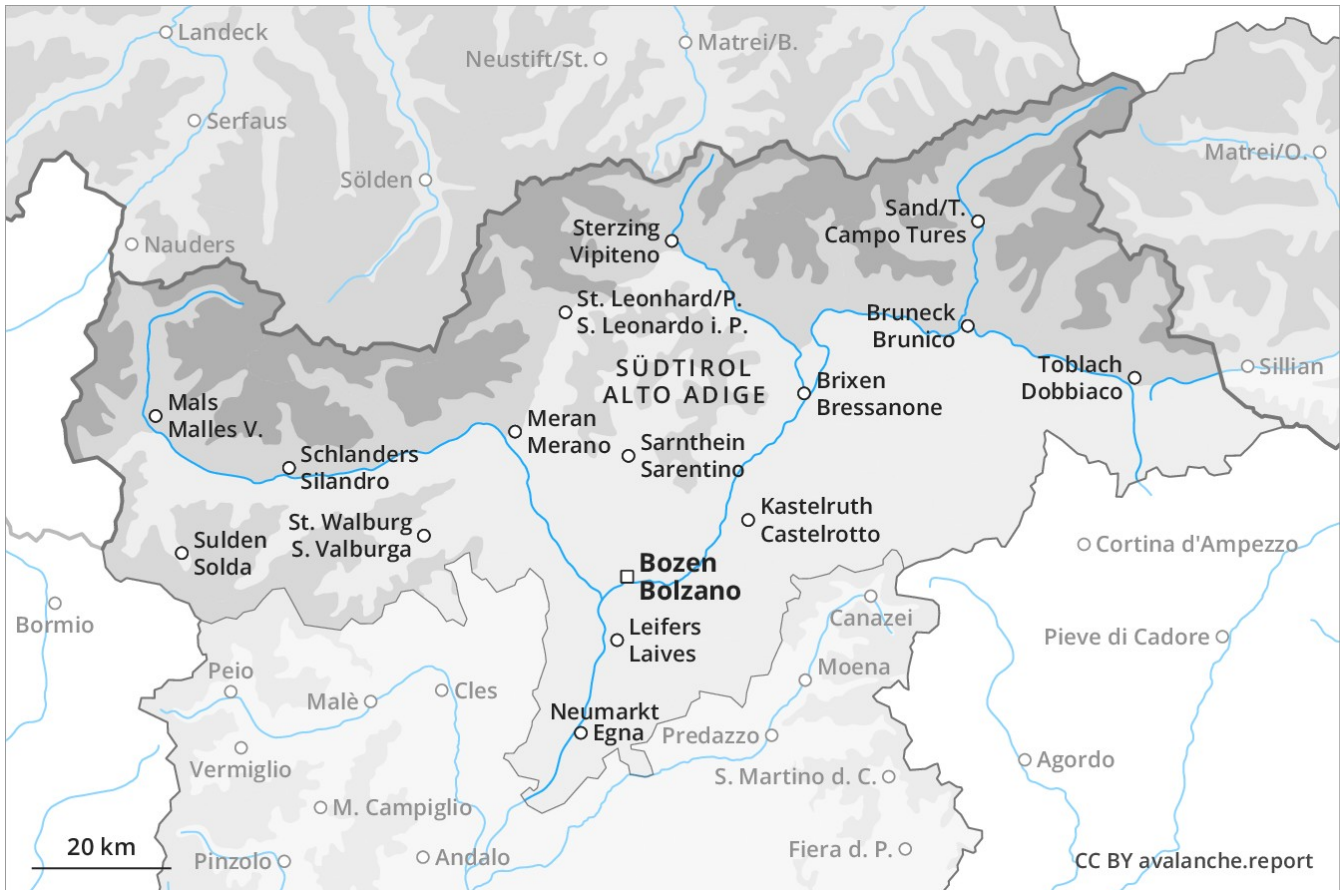 Landeck
Neustift/St.
Matrei/B.
Serfaus
Matrei/O.
Sölden
Nauders
Sand/T.
Campo Tures
Sterzing
Vipiteno
St. Leonhard/P.
S. Leonardo i. P.
Bruneck
Brunico
SÜDTIROL
ALTO ADIGE
Toblach
Dobbiaco
Sillian
Brixen
Bressanone
Mals
Malles V.
Meran
Merano
Sarnthein
Sarentino
Schlanders
Silandro
Kastelruth
Castelrotto
St. Walburg
S. Valburga
Sulden
Solda
Cortina d'Ampezzo
Bozen
Bolzano
Bormio
Canazei
Leifers
Laives
Pieve di Cadore
Peio
Moena
Malè
Cles
Neumarkt
Egna
Predazzo
Vermiglio
Agordo
S. Martino d. C.
M. Campiglio
20 km
Pinzolo
Andalo
Fiera d. P.
CC BY avalanche.report